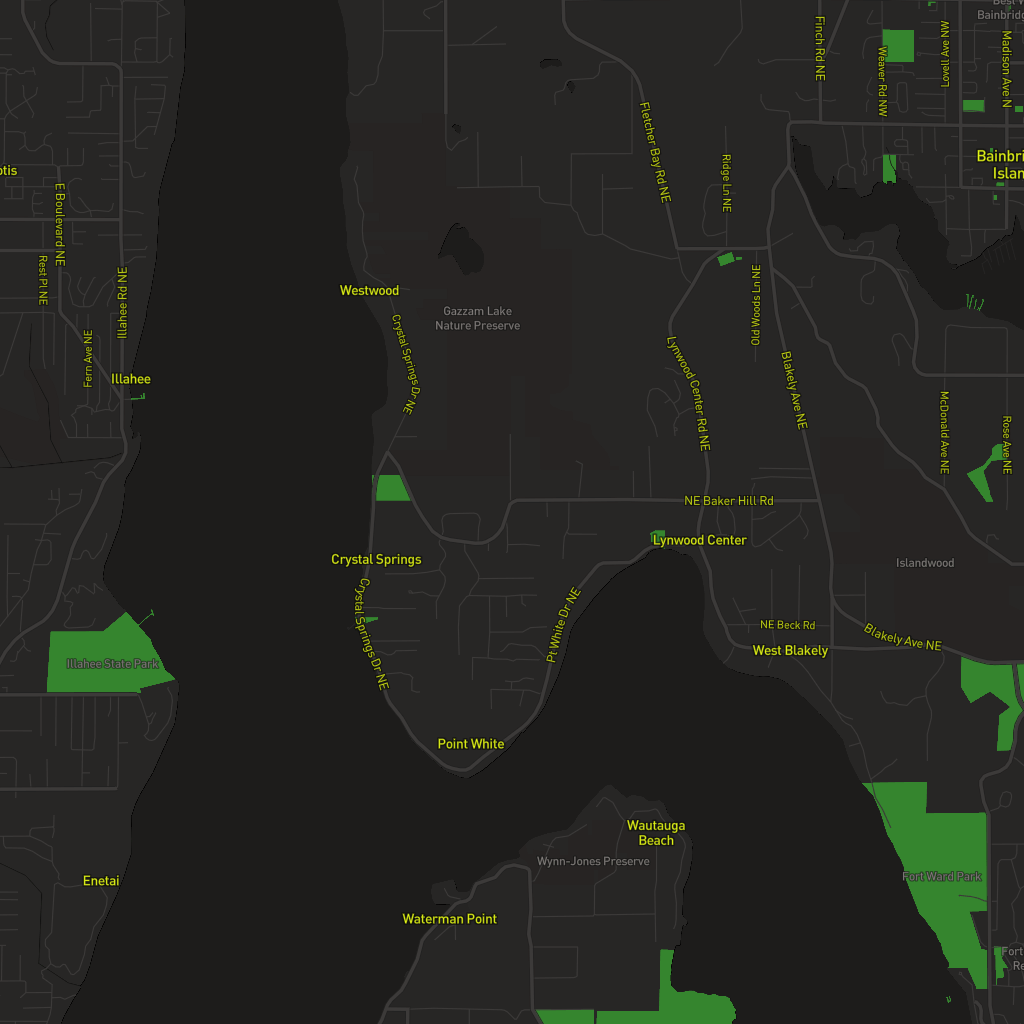 Finch Rd NE
Weaver Rd NW
Lovell Ave NW
Madison Ave N
Bainbridg
Fletcher Bay Rd NE
Ridge Ln NE
Bainbri
Islan
otis
E Boulevard NE
Rest Pl NE
Illahee Rd NE
Fern Ave NE
Illahee
Westwood
Gazzam Lake
Nature Preserve
Crystal Springs Dr NE
Old Woods Ln NE
Lynwood Center Rd NE
Blakely Ave NE
McDonald Ave NE
Rose Ave NE
NE Baker Hill Rd
Lynwood Center
Crystal Springs
Islandwood
Crystal Springs Dr NE
Pt White Dr NE
NE Beck Rd
Blakely Ave NE
West Blakely
Illahee State Park
Point White
Wautauga
Beach
Wynn-Jones Preserve
Enetai
Waterman Point
Fort Ward Park
Fort
Re